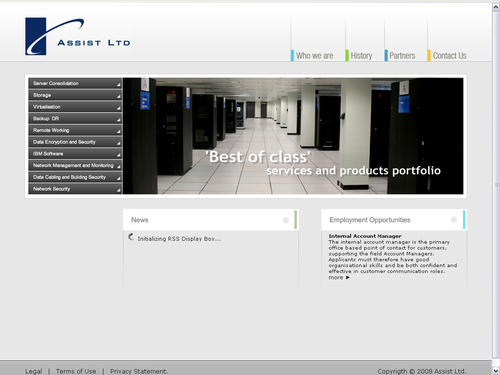 ASSIST LTD
Who we are
History
Partners
Contact Us
Server Consolidation
Storage
Virtualisation
Backup DR
Remote Working
Data Encryption and Security
IBM Software
Network Management and Monitoring
Data Cabling and Building Security
Network Security
'Best of class'
services and products portfolio
News
Initializing RSS Display Box...
Employment Opportunities
Internal Account Manager
The internal account manager is the primary
office based point of contact for customers,
supporting the field Account Managers.
Applicants must therefore have good
organisational skills and be both confident and
effective in customer communication roles.
more ►
Legal | Terms of Use | Privacy Statement.
Copyrigth © 2008 Assist Ltd.